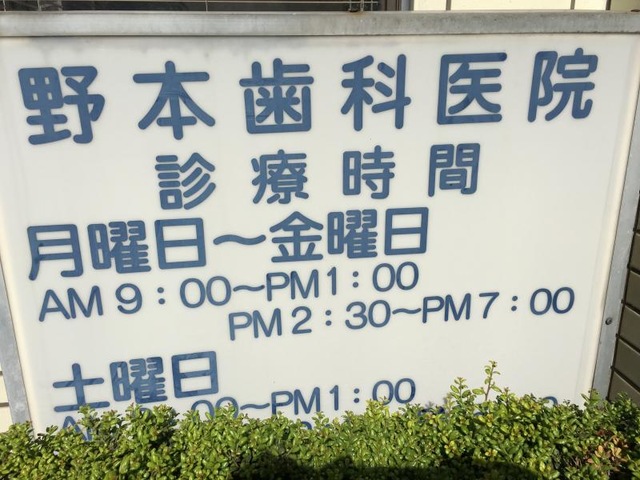 野本歯科医院
診療時間
月曜日〜金曜日
AM 9:00〜PM 1:00
PM 2:30〜PM 7:00
土曜日
〜PM 1:00